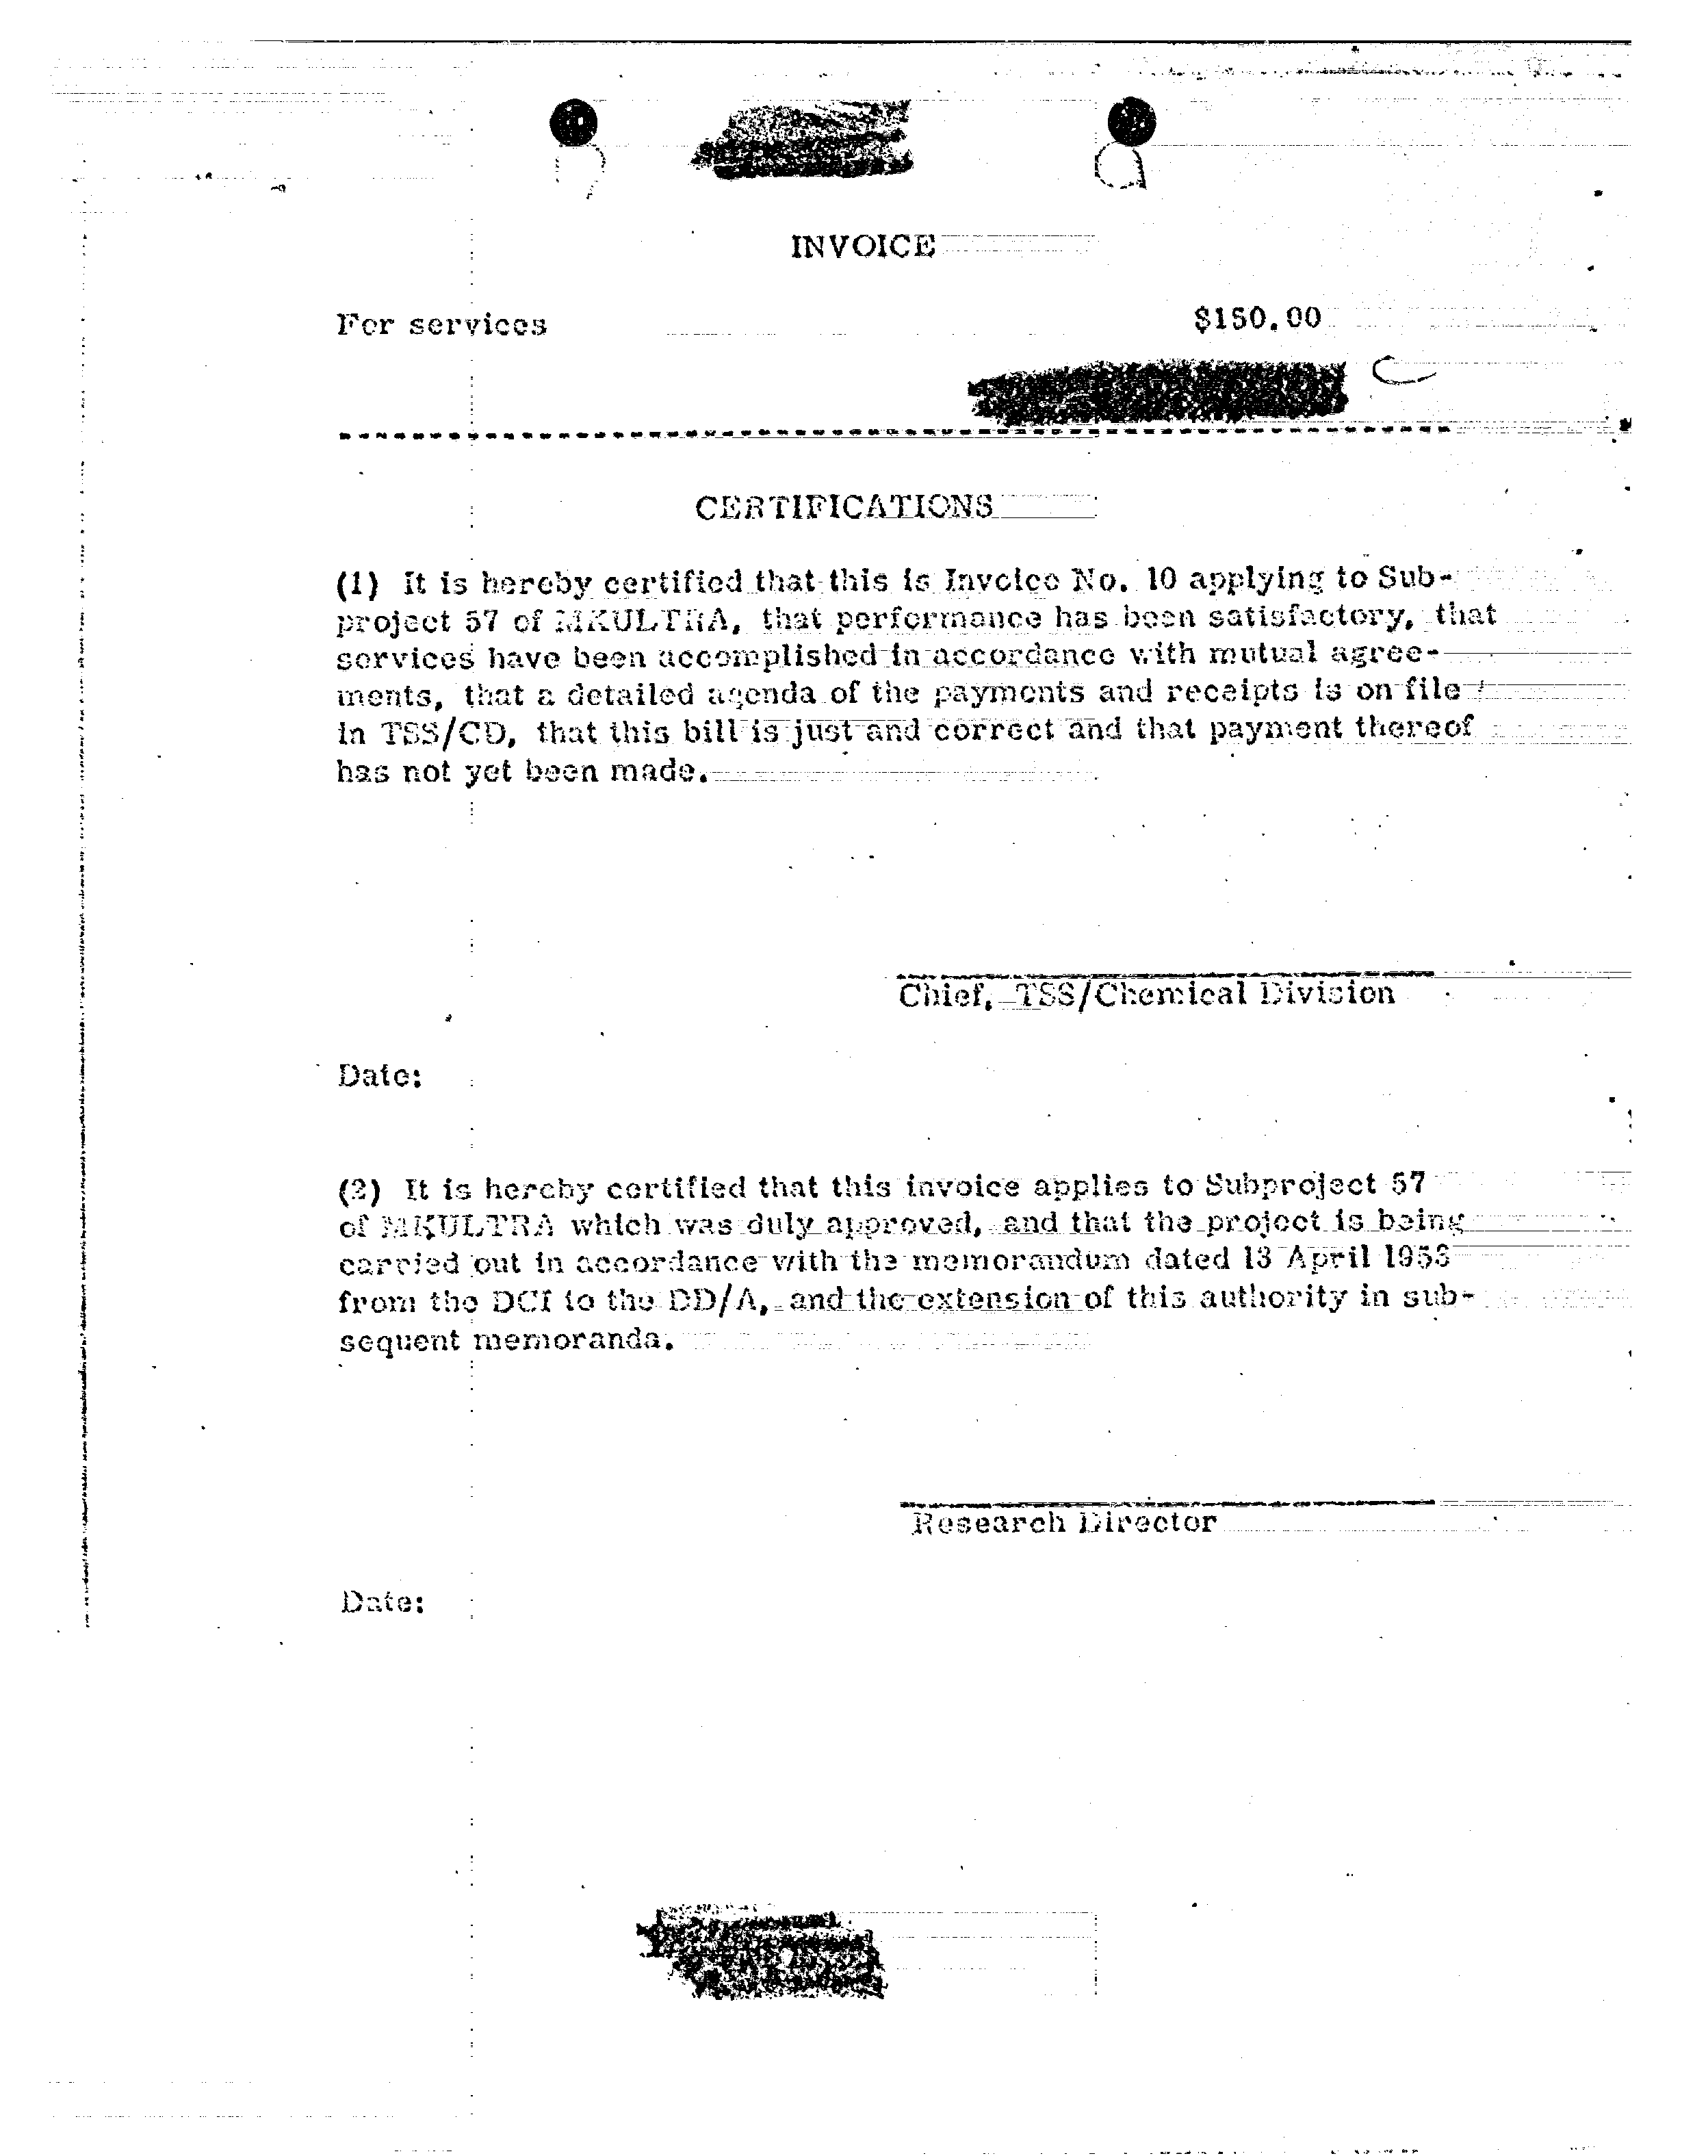 INVOICE
For services $150.00
C
CERTIFICATIONS
(1) It is hereby certified that this is Invoice No. 10 applying to Sub-
project 57 of MKULTRA, that performance has been satisfactory, that
services have been accomplished in accordance with mutual agree-
ments, that a detailed agenda of the payments and receipts is on file
in TSS/CD, that this bill is just and correct and that payment thereof
has not yet been made.
Chief, TSS/Chemical Division
Date:
(2) It is hereby certified that this invoice applies to Subproject 57
of MKULTRA which was duly approved, and that the project is being
carried out in accordance with the memorandum dated 13 April 1953
from the DCI to the DD/A, and the extension of this authority in sub-
sequent memoranda.
Research Director
Date: